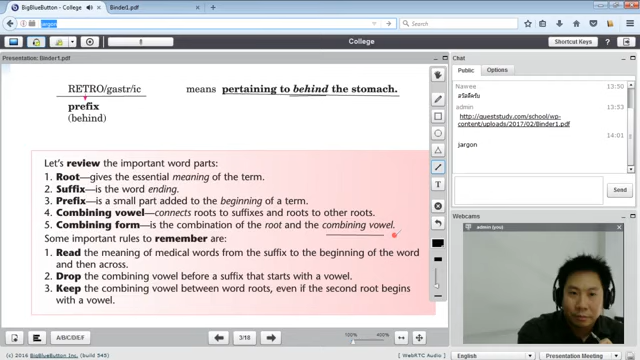 BigBlueButton - College
Binder1.pdf
jargon
Search
College
Shortcut Keys
Presentation: Binder1.pdf
RETRO/gastr/ic means pertaining to behind the stomach.
prefix
(behind)
Let's review the important word parts:
1. Root—gives the essential meaning of the term.
2. Suffix—is the word ending.
3. Prefix—is a small part added to the beginning of a term.
4. Combining vowel—connects roots to suffixes and roots to other roots.
5. Combining form—is the combination of the root and the combining vowel.
Some important rules to remember are:
1. Read the meaning of medical words from the suffix to the beginning of the word
and then across.
2. Drop the combining vowel before a suffix that starts with a vowel.
3. Keep the combining vowel between word roots, even if the second root begins
with a vowel.
A/B/C/DEF
3/18
100% 400%
T
Chat
Public
Options
Nawee 13:50
สวัสดีครับ
admin 13:53
http://queststudy.com/school/wp-
content/uploads/2017/02/Binder1.pdf
14:01
jargon
Send
Webcams
admin (you)
(c) 2016 BigBlueButton Inc. (build 545)
[ WebRTC Audio ]
English
Presentation Meeting